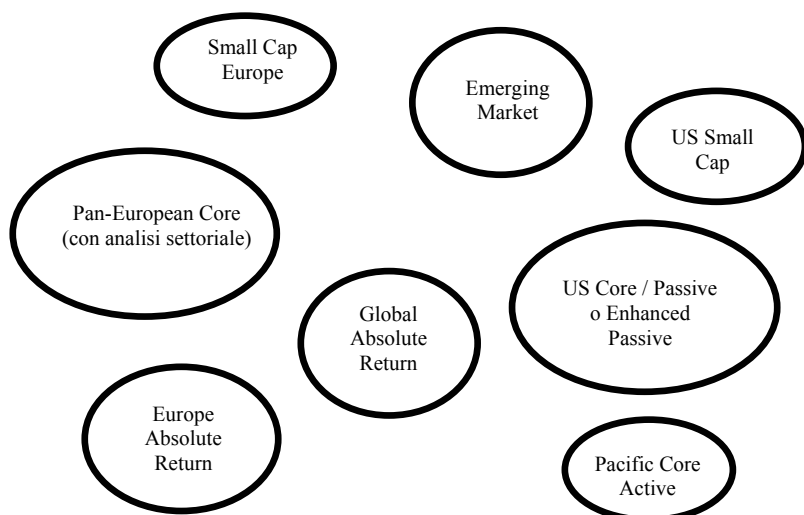 Small Cap
Europe
Emerging
Market
US Small
Cap
Pan-European Core
(con analisi settoriale)
US Core / Passive
o Enhanced
Passive
Global
Absolute
Return
Europe
Absolute
Return
Pacific Core
Active